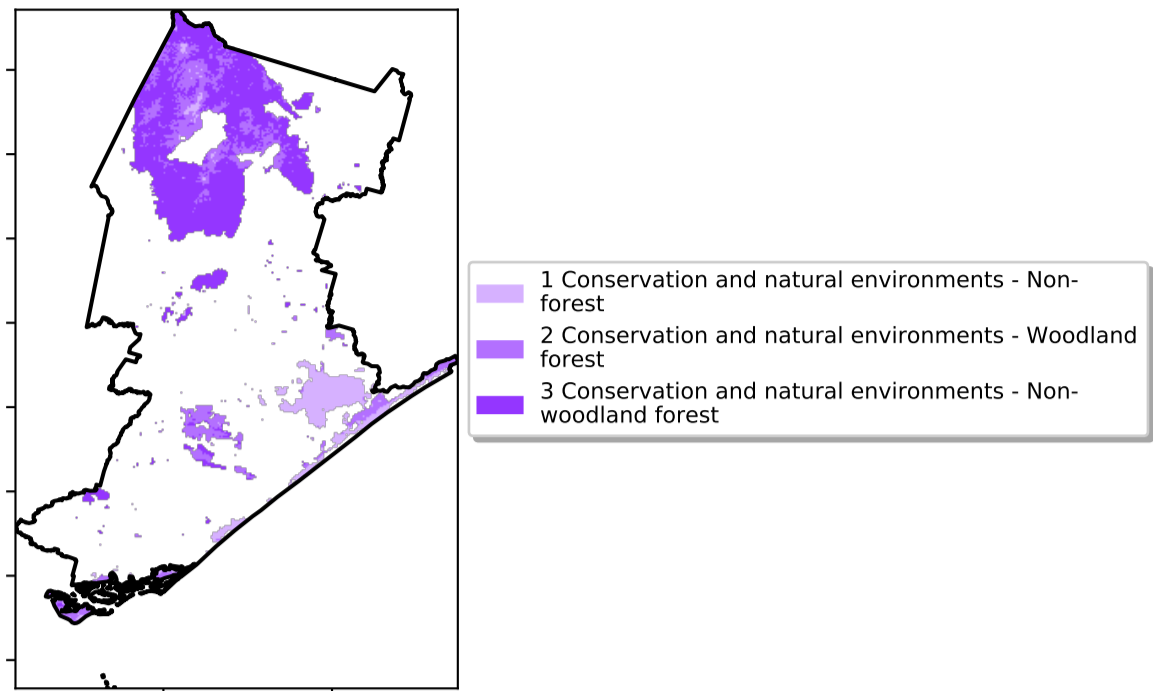 1 Conservation and natural environments - Non-
forest
2 Conservation and natural environments - Woodland
forest
3 Conservation and natural environments - Non-
woodland forest